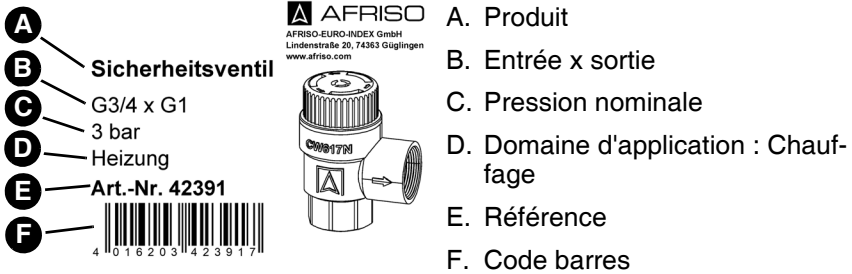 A
B
C
D
E
F
Sicherheitsventil
G3/4 x G1
3 bar
Heizung
Art.-Nr. 42391
4 016203 423917
AFRISO
AFRISO-EURO-INDEX GmbH
Lindenstraße 20, 74363 Güglingen
www.afriso.com
CW617N
A. Produit
B. Entrée x sortie
C. Pression nominale
D. Domaine d'application : Chauf-
fage
E. Référence
F. Code barres